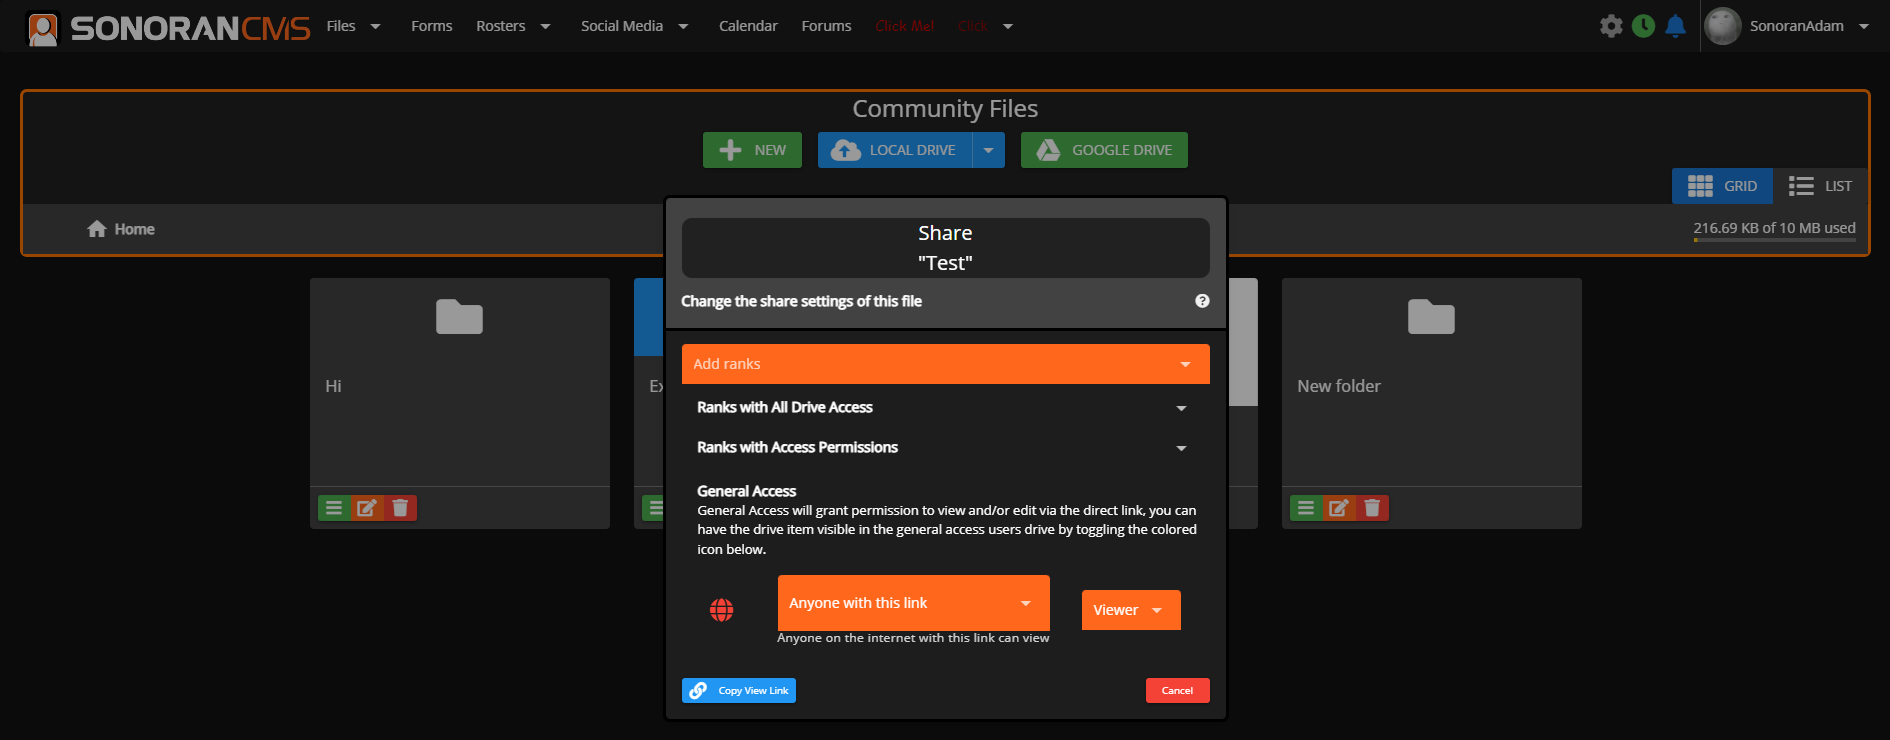 SONORANCMS
Files
Forms
Rosters
Social Media
Calendar
Forums
Click Me!
Click
SonoranAdam
Community Files
NEW
LOCAL DRIVE
GOOGLE DRIVE
GRID
LIST
Home
216.69 KB of 10 MB used
Share
"Test"
Change the share settings of this file
?
Hi
Ex
New folder
Add ranks
Ranks with All Drive Access
Ranks with Access Permissions
General Access
General Access will grant permission to view and/or edit via the direct link, you can
have the drive item visible in the general access users drive by toggling the colored
icon below.
Anyone with this link
Viewer
Anyone on the internet with this link can view
Copy View Link
Cancel